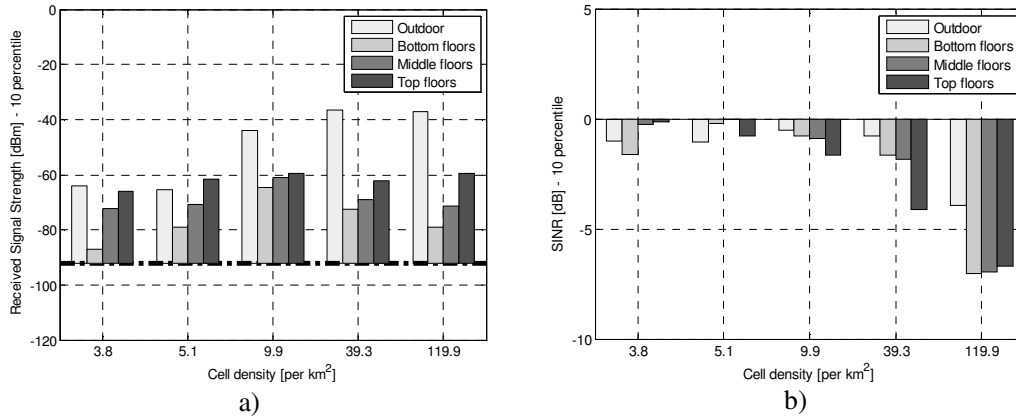 0
-20
-40
-60
-80
-100
-120
Received Signal Strength [dBm] - 10 percentile
Outdoor
Bottom floors
Middle floors
Top floors
3.8 5.1 9.9 39.3 119.9
Cell density [per km²]
a)
5
0
-5
-10
SINR [dB] - 10 percentile
Outdoor
Bottom floors
Middle floors
Top floors
3.8 5.1 9.9 39.3 119.9
Cell density [per km²]
b)